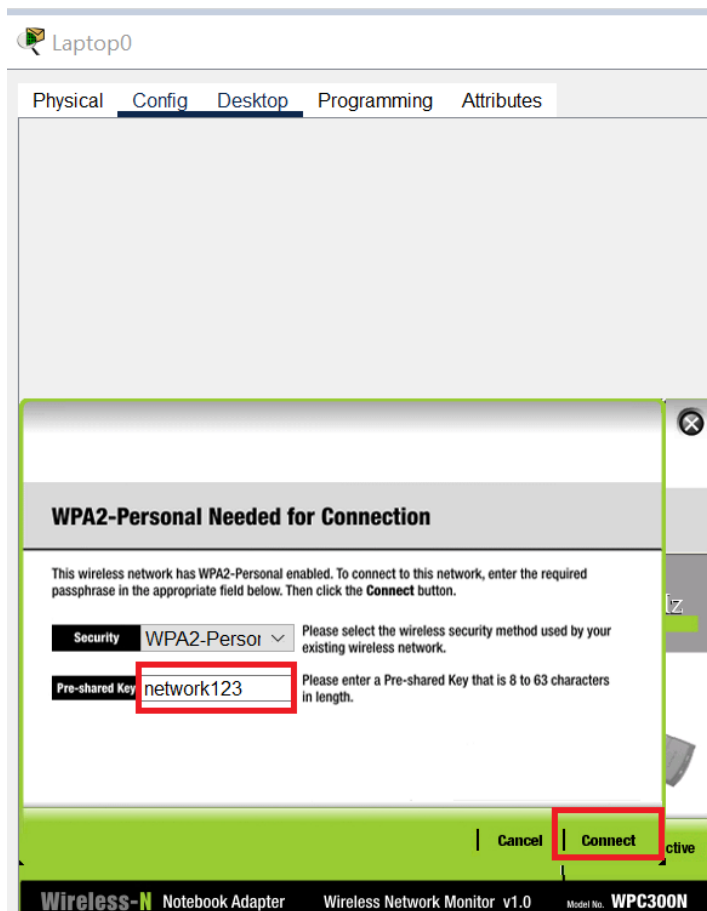 Laptop0
Physical Config Desktop Programming Attributes
WPA2-Personal Needed for Connection
This wireless network has WPA2-Personal enabled. To connect to this network, enter the required
passphrase in the appropriate field below. Then click the Connect button.
Security WPA2-Persor Please select the wireless security method used by your
existing wireless network.
Pre-shared Key network123 Please enter a Pre-shared Key that is 8 to 63 characters
in length.
Cancel Connect
ctive
Wireless-N Notebook Adapter Wireless Network Monitor v1.0 Model No. WPC300N